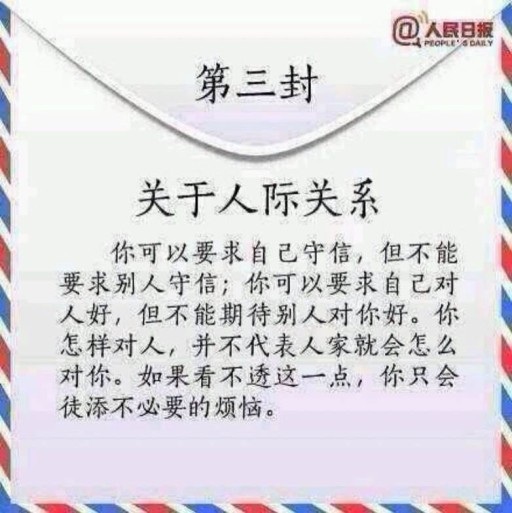 @人民日报
PEOPLE'S DAILY
第三封
关于人际关系
你可以要求自己守信，但不能
要求别人守信；你可以要求自己对
人好，但不能期待别人对你好。你
怎样对人，并不代表人家就会怎么
对你。如果看不透这一点，你只会
徒添不必要的烦恼。